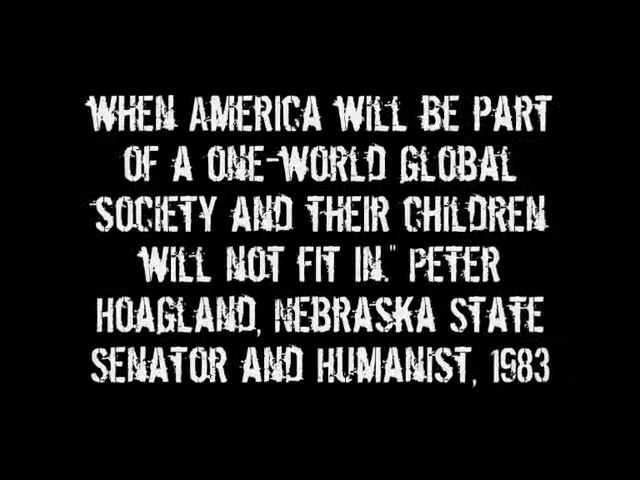 WHEN AMERICA WILL BE PART
OF A ONE-WORLD GLOBAL
SOCIETY AND THEIR CHILDREN
WILL NOT FIT IN." PETER
HOAGLAND, NEBRASKA STATE
SENATOR AND HUMANIST, 1983